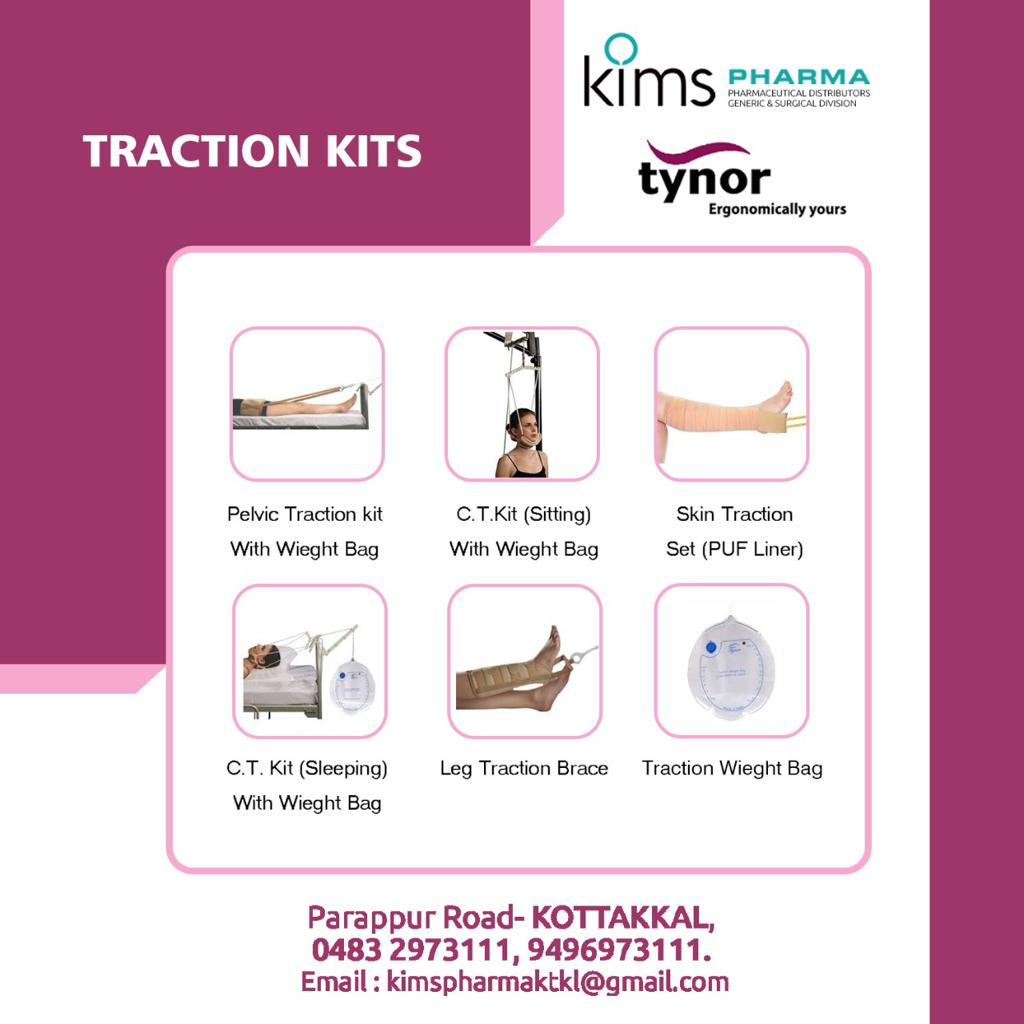 TRACTION KITS
kims PHARMA
PHARMACEUTICAL DISTRIBUTORS
GENERIC & SURGICAL DIVISION
tynor
Ergonomically yours
Pelvic Traction kit
With Wieght Bag
C.T.Kit (Sitting)
With Wieght Bag
Skin Traction
Set (PUF Liner)
C.T. Kit (Sleeping)
With Wieght Bag
Leg Traction Brace
Traction Wieght Bag
Parappur Road- KOTTAKKAL,
0483 2973111, 9496973111.
Email : kimspharmaktkl@gmail.com